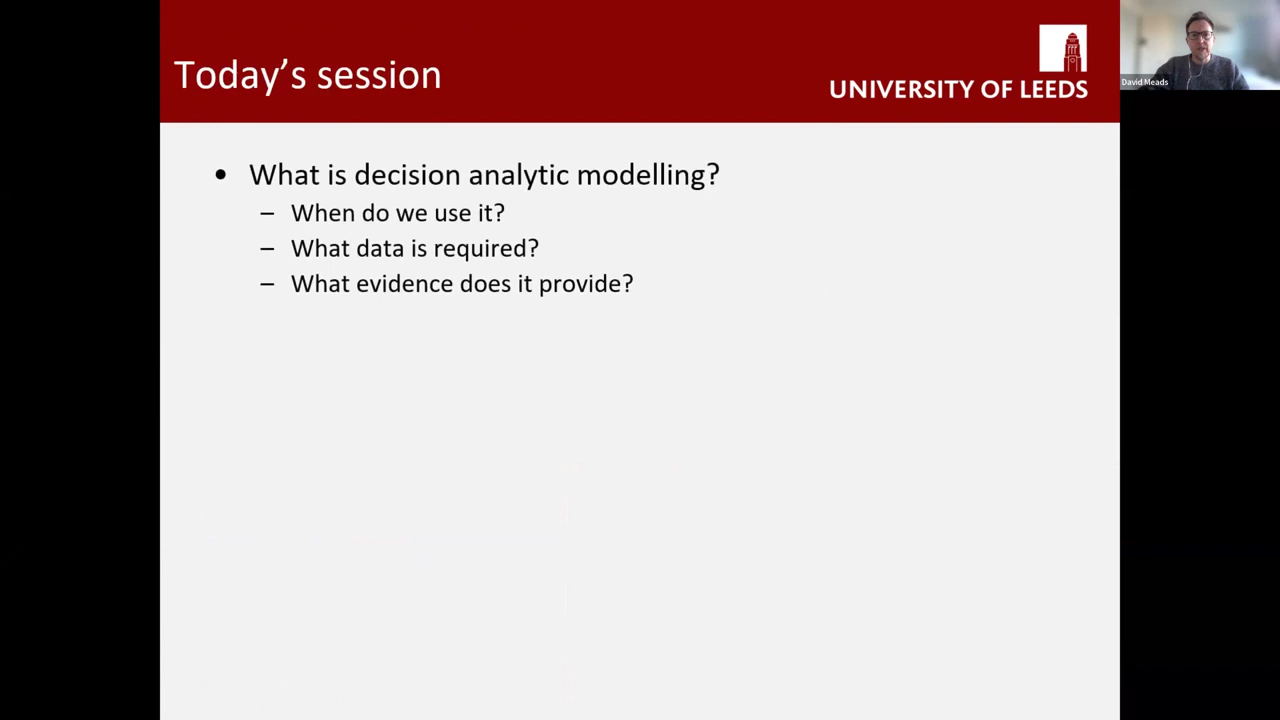 Today’s session
UNIVERSITY OF LEEDS
David Meads
• What is decision analytic modelling?
– When do we use it?
– What data is required?
– What evidence does it provide?